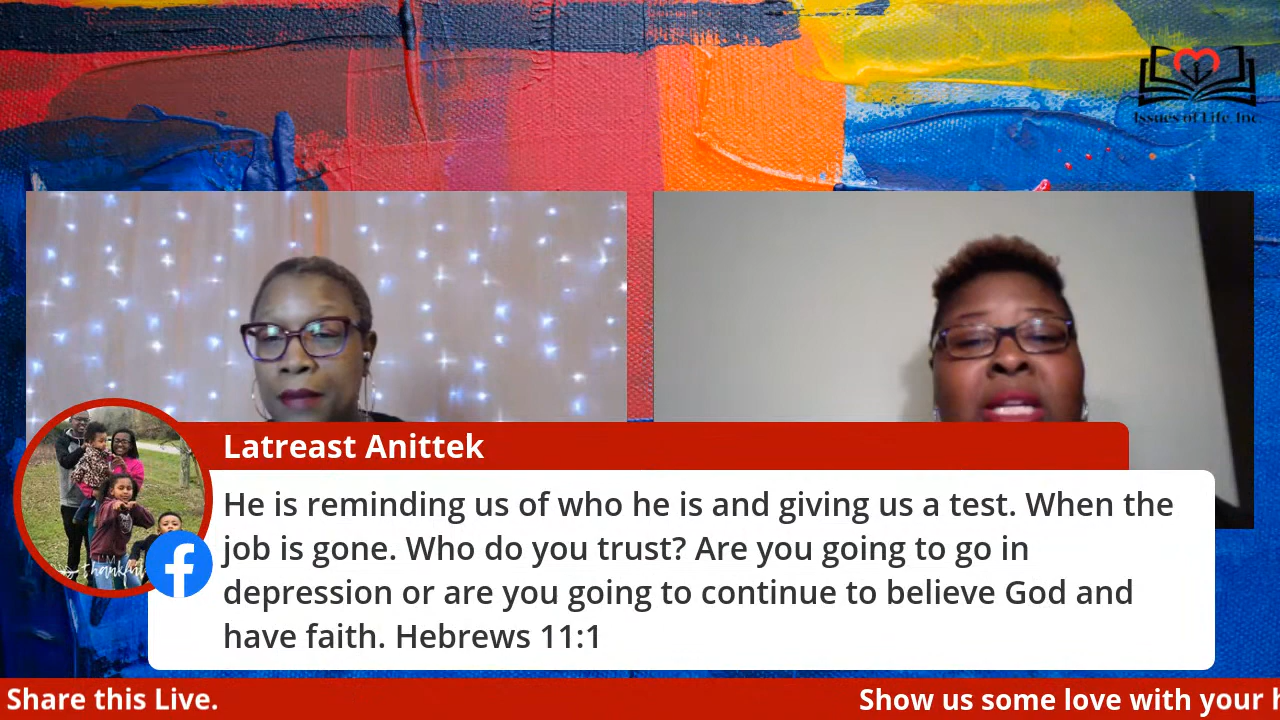 Issues of Life, Inc
Latreast Anittek
He is reminding us of who he is and giving us a test. When the
job is gone. Who do you trust? Are you going to go in
depression or are you going to continue to believe God and
have faith. Hebrews 11:1
Share this Live.
Show us some love with your